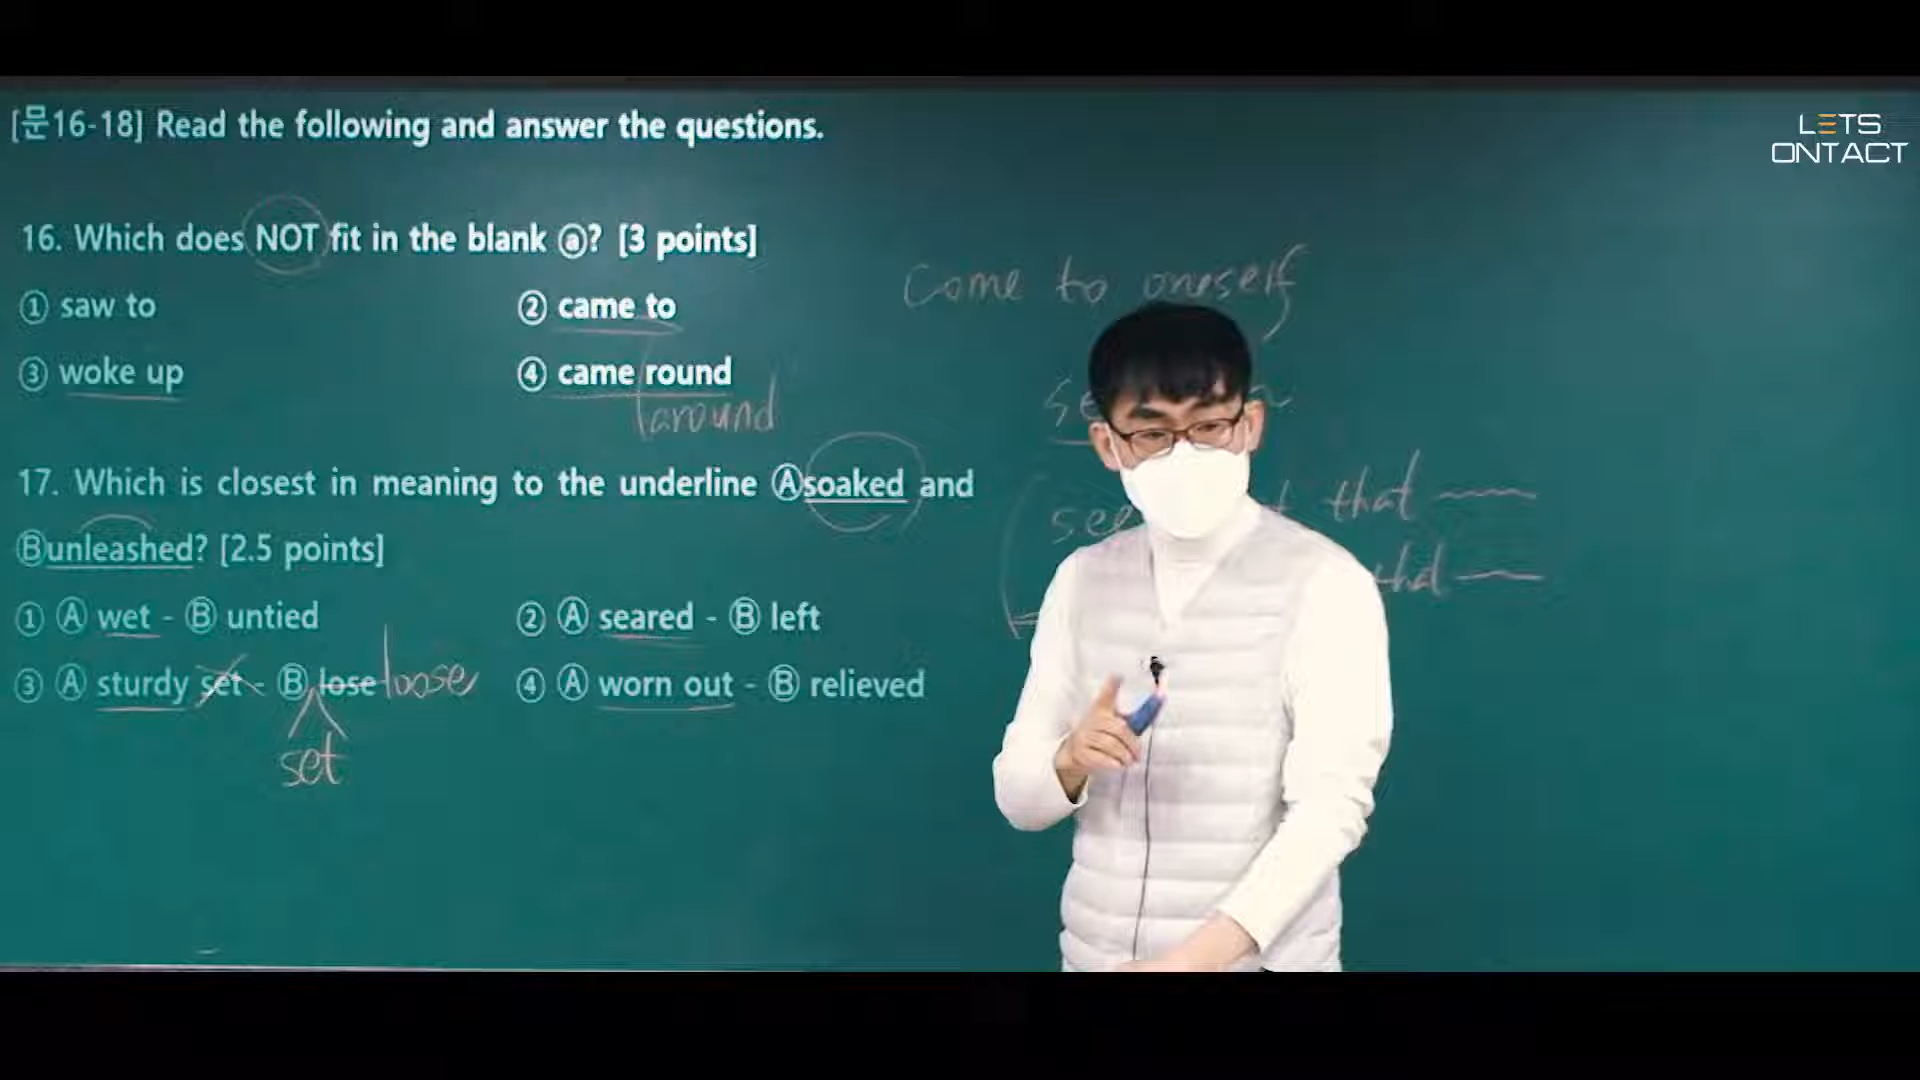 [문16-18] Read the following and answer the questions.
LETS
ONTACT
16. Which does NOT fit in the blank ⓐ? [3 points]
① saw to ② came to
③ woke up ④ came round
(around
17. Which is closest in meaning to the underline Ⓐsoaked and
Ⓑunleashed? [2.5 points]
① Ⓐ wet - Ⓑ untied ② Ⓐ seared - Ⓑ left
③ Ⓐ sturdy set - Ⓑ lose loose ④ Ⓐ worn out - Ⓑ relieved
set
Come to oneself
see that
that